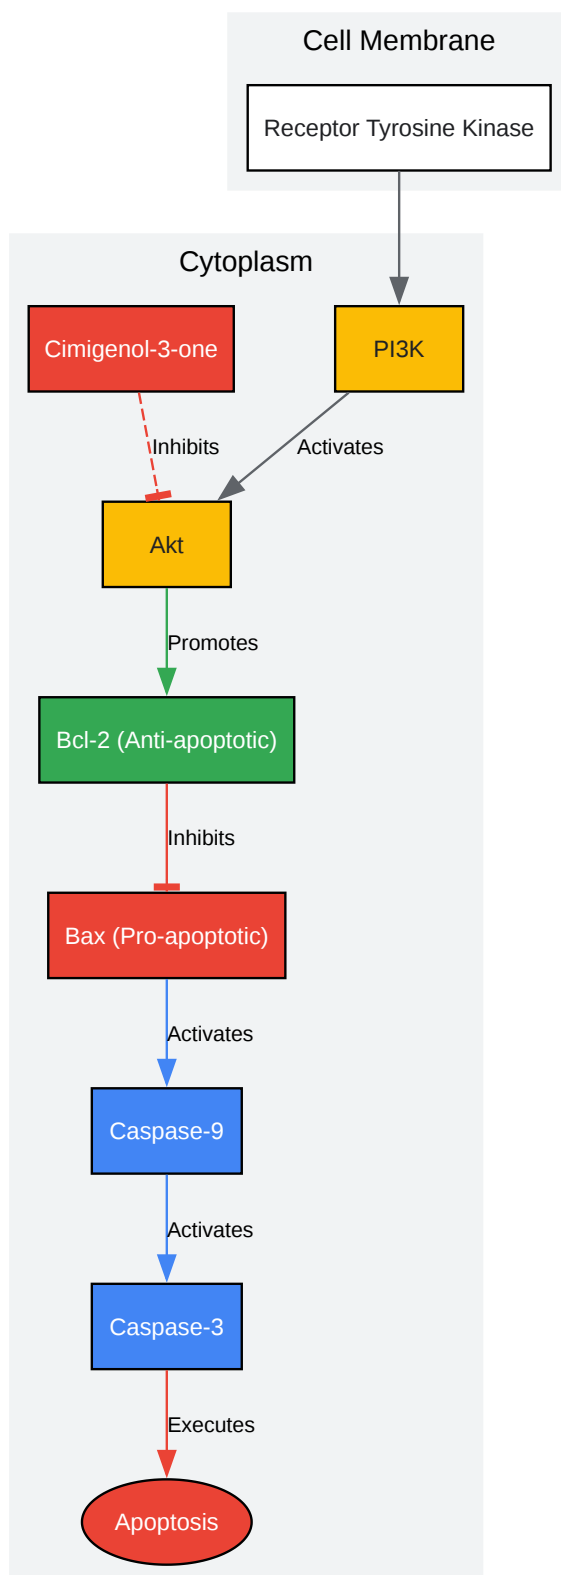 Cell Membrane
Receptor Tyrosine Kinase
Cytoplasm
Cimigenol-3-one
PI3K
Inhibits
Activates
Akt
Promotes
Bcl-2 (Anti-apoptotic)
Inhibits
Bax (Pro-apoptotic)
Activates
Caspase-9
Activates
Caspase-3
Executes
Apoptosis